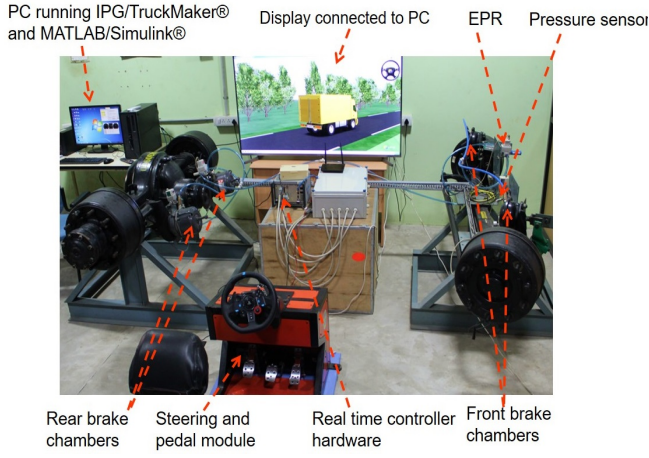 PC running IPG/TruckMaker®
and MATLAB/Simulink®
Display connected to PC
EPR
Pressure sensor
Rear brake
chambers
Steering and
pedal module
Real time controller
hardware
Front brake
chambers